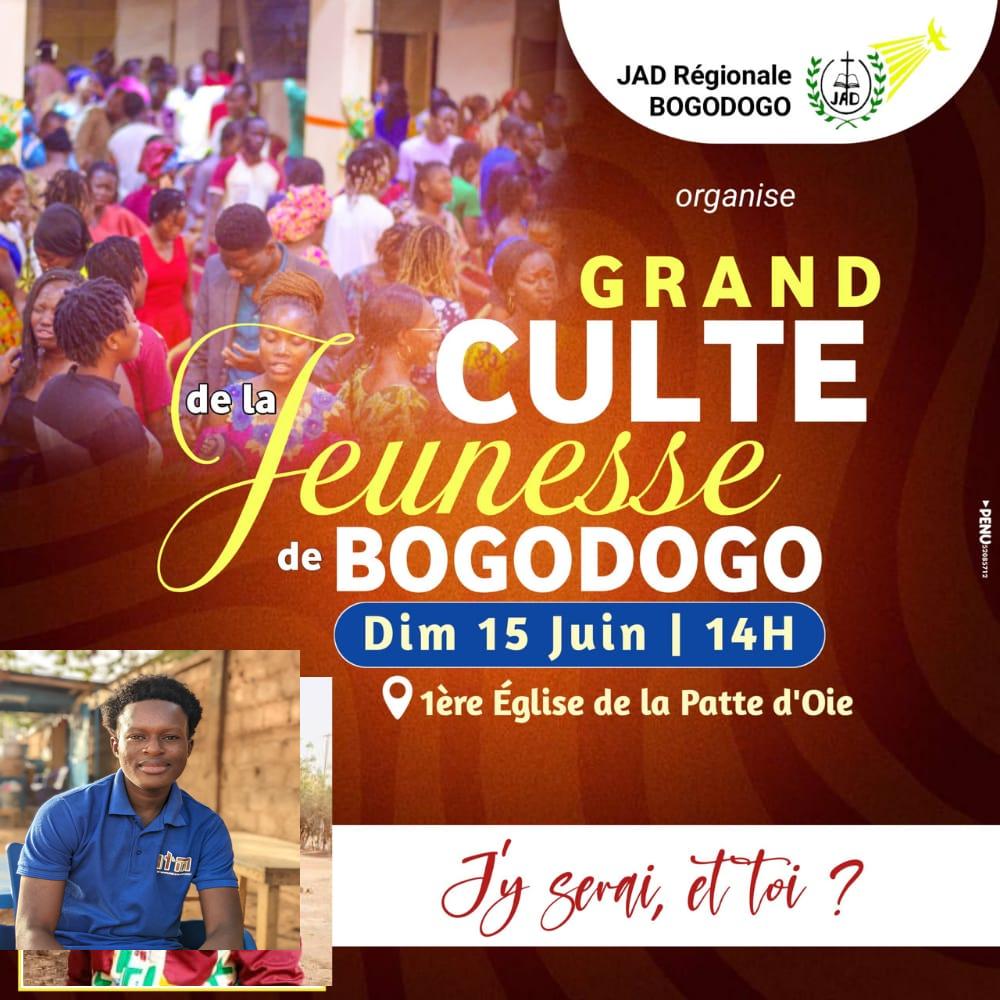 JAD Régionale
BOGODOGO
JAD
organise
GRAND
CULTE
de la
Jeunesse
de BOGODOGO
Dim 15 Juin | 14H
1ère Église de la Patte d'Oie
J'y serai, et toi ?
PENU